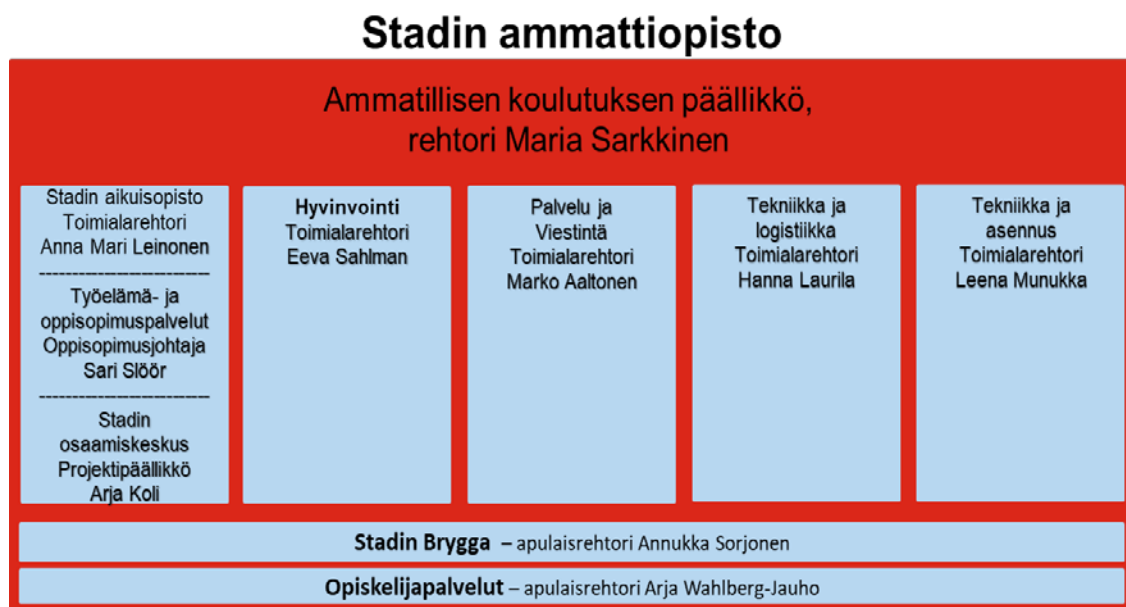 Stadin ammattiopisto
Ammatillisen koulutuksen päällikkö,
rehtori Maria Sarkkinen
Stadin aikuisopisto
Toimialarehtori
Anna Mari Leinonen
--------------------------
Työelämä- ja
oppisopimuspalvelut
Oppisopimusjohtaja
Sari Slöör
--------------------------
Stadin
osaamiskeskus
Projektipäällikkö
Arja Koli
Hyvinvointi
Toimialarehtori
Eeva Sahlman
Palvelu ja
Viestintä
Toimialarehtori
Marko Aaltonen
Tekniikka ja
logistiikka
Toimialarehtori
Hanna Laurila
Tekniikka ja
asennus
Toimialarehtori
Leena Munukka
Stadin Brygga – apulaisrehtori Annukka Sorjonen
Opiskelijapalvelut – apulaisrehtori Arja Wahlberg-Jauho